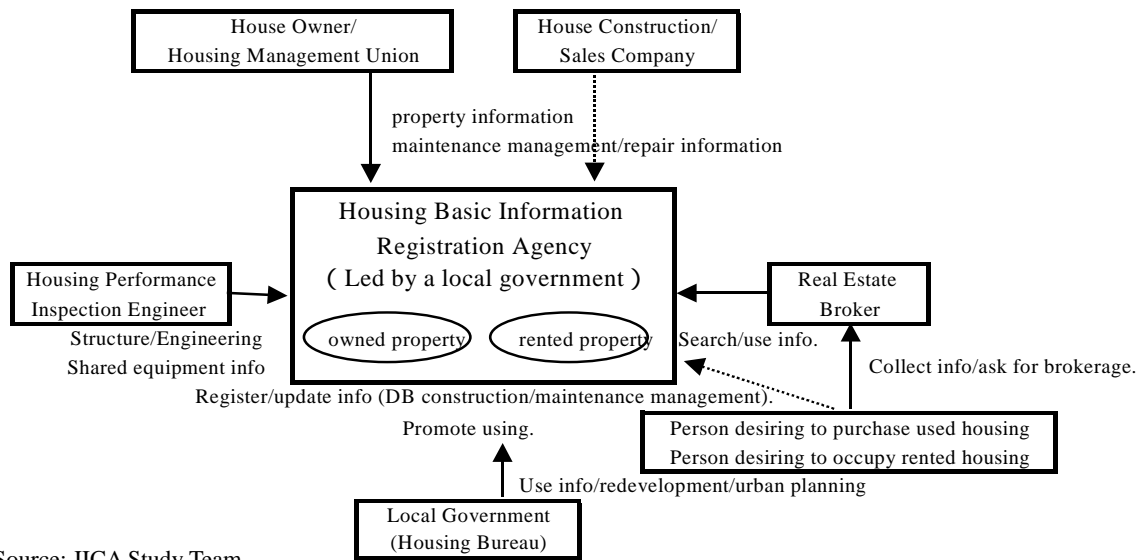 House Owner/
Housing Management Union
House Construction/
Sales Company
property information
maintenance management/repair information
Housing Basic Information
Registration Agency
( Led by a local government )
owned property
rented property
Housing Performance
Inspection Engineer
Structure/Engineering
Shared equipment info
Real Estate
Broker
Search/use info.
Collect info/ask for brokerage.
Register/update info (DB construction/maintenance management).
Promote using.
Person desiring to purchase used housing
Person desiring to occupy rented housing
Use info/redevelopment/urban planning
Local Government
(Housing Bureau)
Source: JICA Study Team